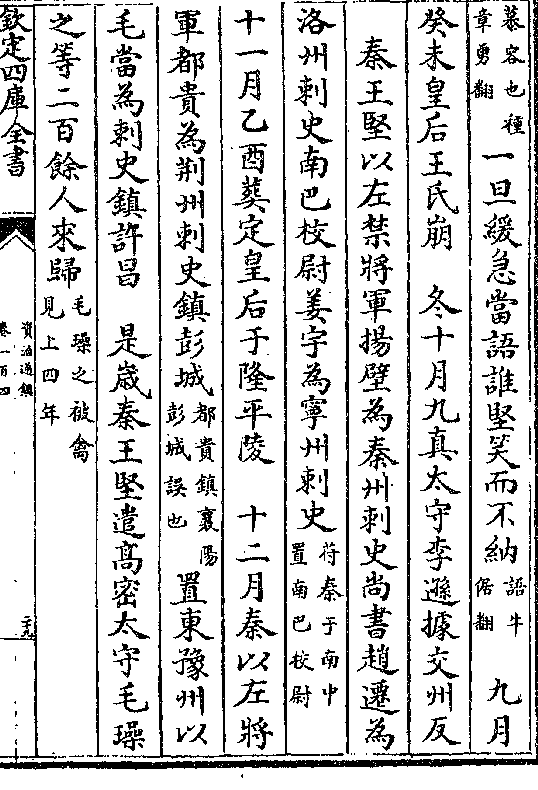 慕容也種章勇翻一旦緩急當語誰堅笑而不納語牛倨翻　九月
癸未皇后王氏崩　冬十月九真太守李遜據交州反
秦王堅以左禁將軍揚壁為秦州刺史尚書趙遷為
洛州刺史南巴校尉姜宇為寧州刺史苻秦于南中置南巴校尉
十一月乙酉葬定皇后于隆平陵　十二月秦以左將
軍都貴為荆州刺史鎮彭城都貴鎮襄陽彭城誤也置東豫州以
毛當為刺史鎮許昌　是歲秦王堅遣高密太守毛璪
之等二百餘人來歸毛璪之被禽見上四年
欽定四庫全書
資治通鑑
卷一百四
二十九